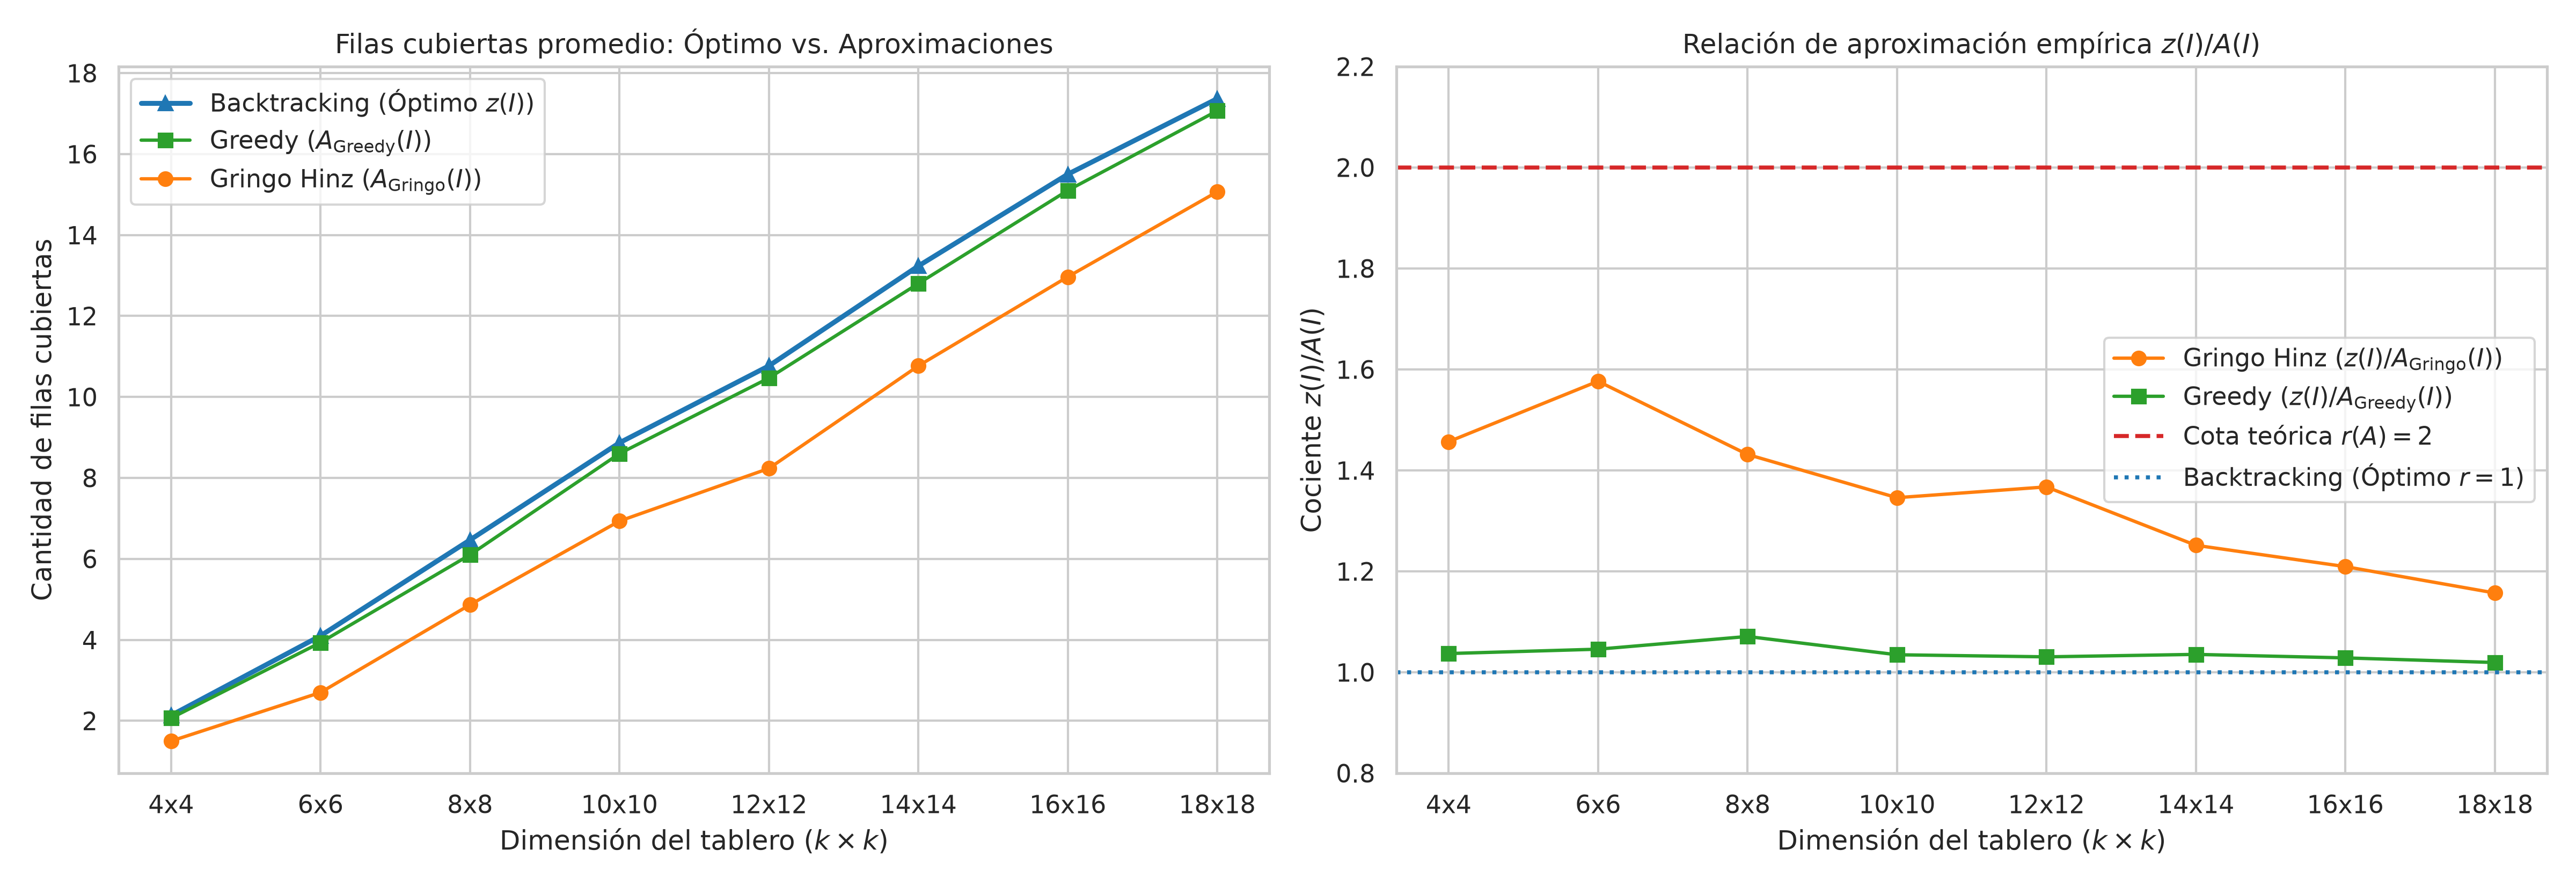 Filas cubiertas promedio: Óptimo vs. Aproximaciones
Cantidad de filas cubiertas
18
16
14
12
10
8
6
4
2
Backtracking (Óptimo z(I))
Greedy (A_Greedy(I))
Gringo Hinz (A_Gringo(I))
4x4 6x6 8x8 10x10 12x12 14x14 16x16 18x18
Dimensión del tablero (k × k)
Relación de aproximación empírica z(I)/A(I)
Cociente z(I)/A(I)
2.2
2.0
1.8
1.6
1.4
1.2
1.0
0.8
Gringo Hinz (z(I)/A_Gringo(I))
Greedy (z(I)/A_Greedy(I))
Cota teórica r(A) = 2
Backtracking (Óptimo r = 1)
4x4 6x6 8x8 10x10 12x12 14x14 16x16 18x18
Dimensión del tablero (k × k)